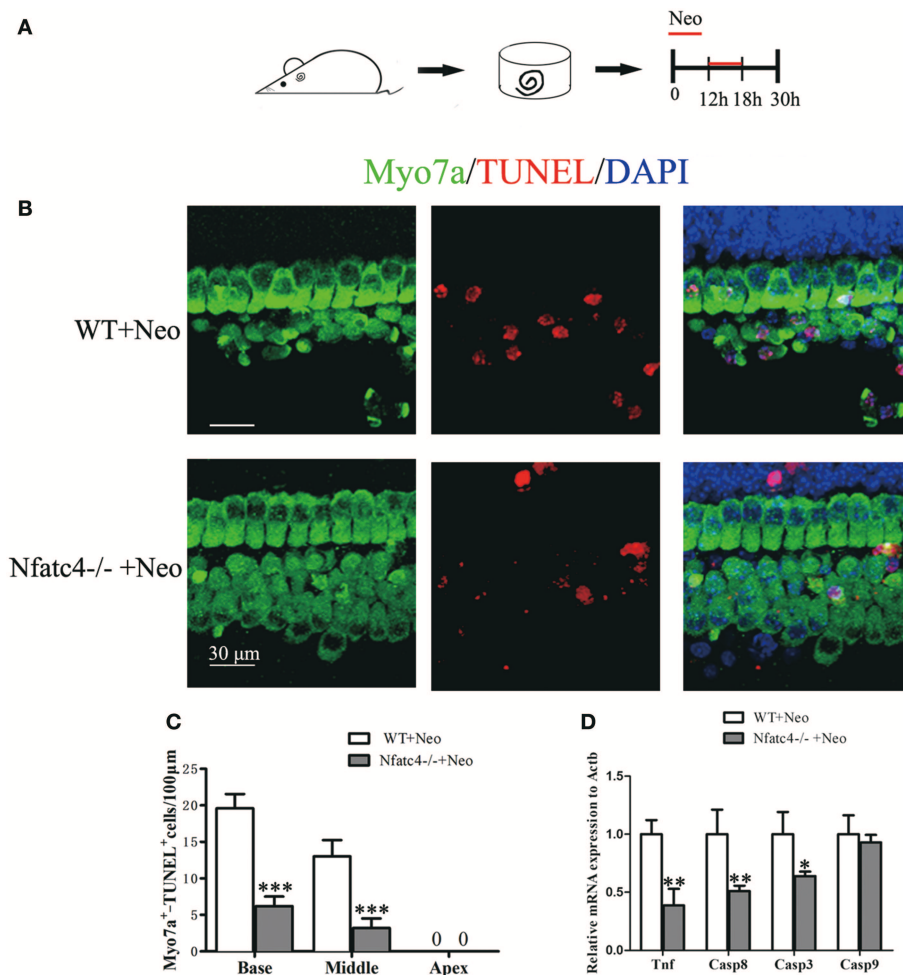 A
Neo
0 12h 18h 30h
Myo7a/TUNEL/DAPI
B
WT+Neo
Nfatc4-/- +Neo
30 μm
C
WT+Neo
Nfatc4-/-+Neo
Myo7a⁺-TUNEL⁺cells/100μm
25
20
15
10
5
0
*** *** 0 0
Base Middle Apex
D
WT+Neo
Nfatc4-/- +Neo
Relative mRNA expression to Actb
1.5
1.0
0.5
0.0
** ** *
Tnf Casp8 Casp3 Casp9